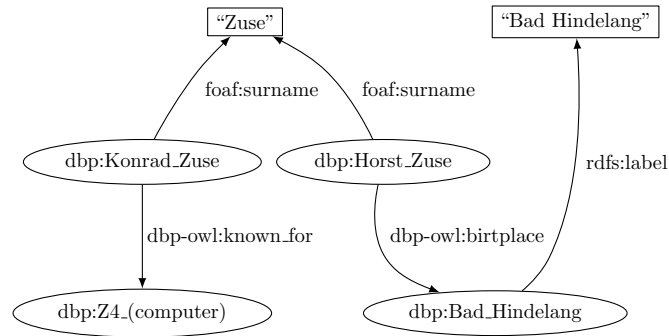 “Zuse”
“Bad Hindelang”
foaf:surname
foaf:surname
dbp:Konrad_Zuse
dbp:Horst_Zuse
rdfs:label
dbp-owl:known_for
dbp-owl:birtplace
dbp:Z4_(computer)
dbp:Bad_Hindelang